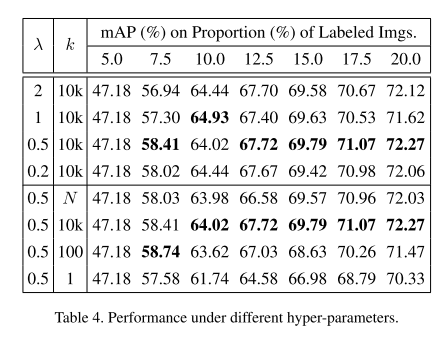 λ k mAP (%) on Proportion (%) of Labeled Imgs.
5.0 7.5 10.0 12.5 15.0 17.5 20.0
2 10k 47.18 56.94 64.44 67.70 69.58 70.67 72.12
1 10k 47.18 57.30 64.93 67.40 69.63 70.53 71.62
0.5 10k 47.18 58.41 64.02 67.72 69.79 71.07 72.27
0.2 10k 47.18 58.02 64.44 67.67 69.42 70.98 72.06
0.5 N 47.18 58.03 63.98 66.58 69.57 70.96 72.03
0.5 10k 47.18 58.41 64.02 67.72 69.79 71.07 72.27
0.5 100 47.18 58.74 63.62 67.03 68.63 70.26 71.47
0.5 1 47.18 57.58 61.74 64.58 66.98 68.79 70.33
Table 4. Performance under different hyper-parameters.